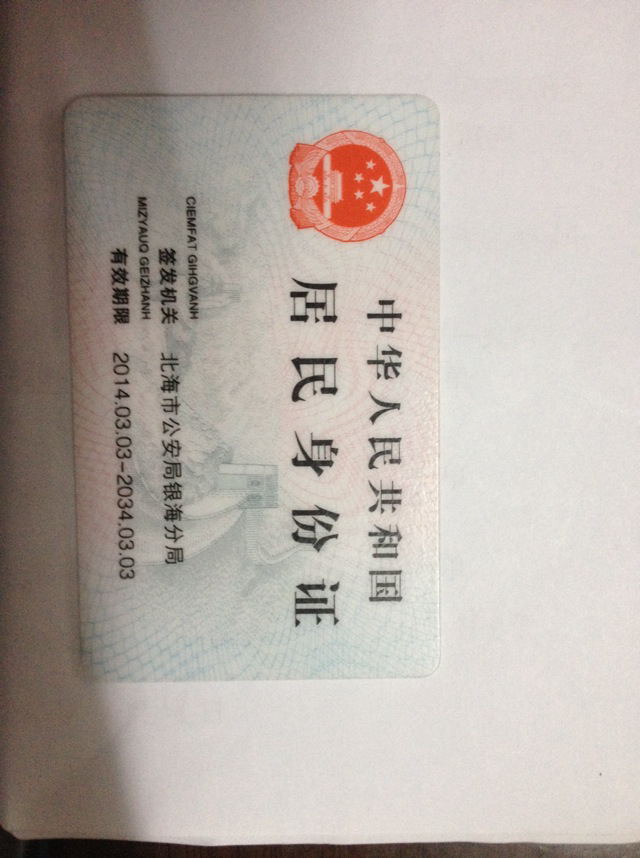 中华人民共和国
居民身份证
CIEMFAT GIHGVANH
签发机关 北海市公安局银海分局
MIZYAUQ GEIZHANH
有效期限 2014.03.03-2034.03.03